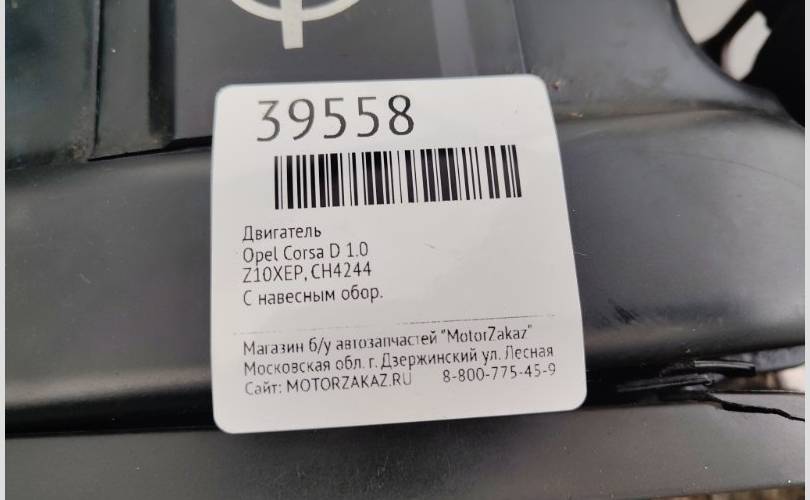 39558
Двигатель
Opel Corsa D 1.0
Z10XEP, CH4244
С навесным обор.
Магазин б/у автозапчастей "MotorZakaz"
Московская обл. г. Дзержинский ул. Лесная
Сайт: MOTORZAKAZ.RU 8-800-775-45-9